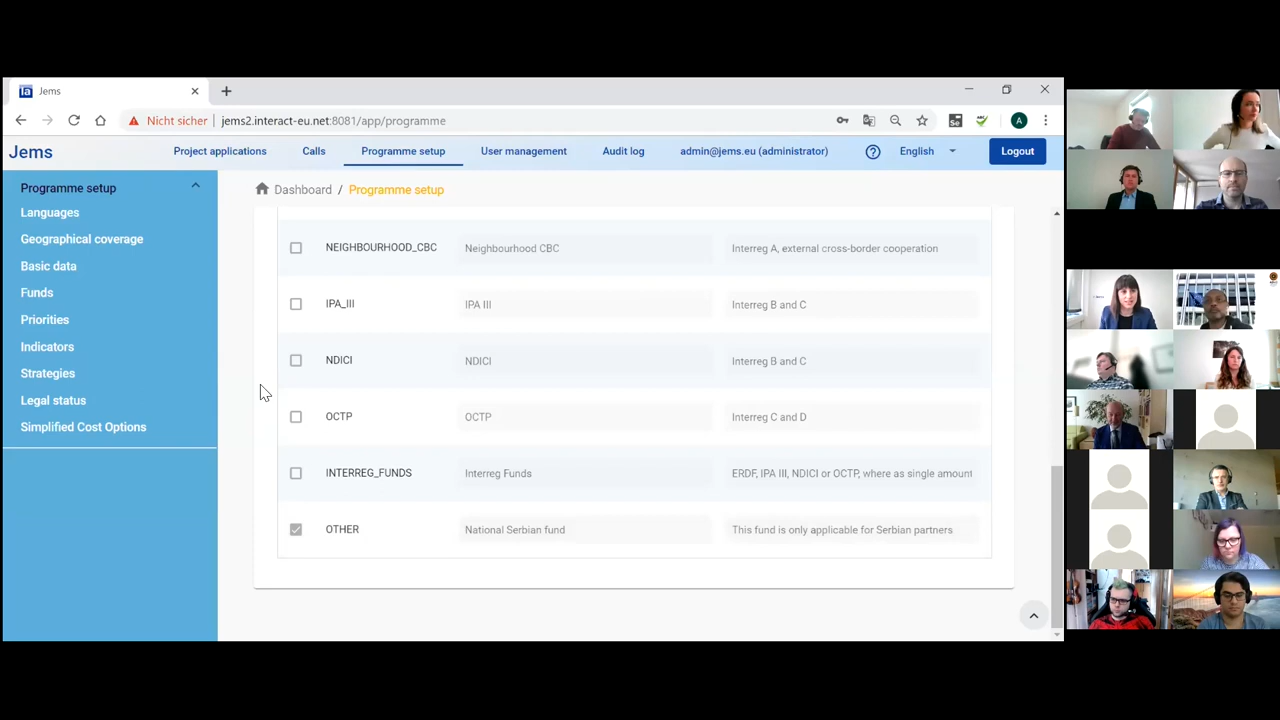 Jems
Nicht sicher jems2.interact-eu.net:8081/app/programme
Jems Project applications Calls Programme setup User management Audit log admin@jems.eu (administrator) English Logout
Programme setup
Languages
Geographical coverage
Basic data
Funds
Priorities
Indicators
Strategies
Legal status
Simplified Cost Options
Dashboard / Programme setup
NEIGHBOURHOOD_CBC Neighbourhood CBC Interreg A, external cross-border cooperation
IPA_III IPA III Interreg B and C
NDICI NDICI Interreg B and C
OCTP OCTP Interreg C and D
INTERREG_FUNDS Interreg Funds ERDF, IPA III, NDICI or OCTP, where as single amount
OTHER National Serbian fund This fund is only applicable for Serbian partners